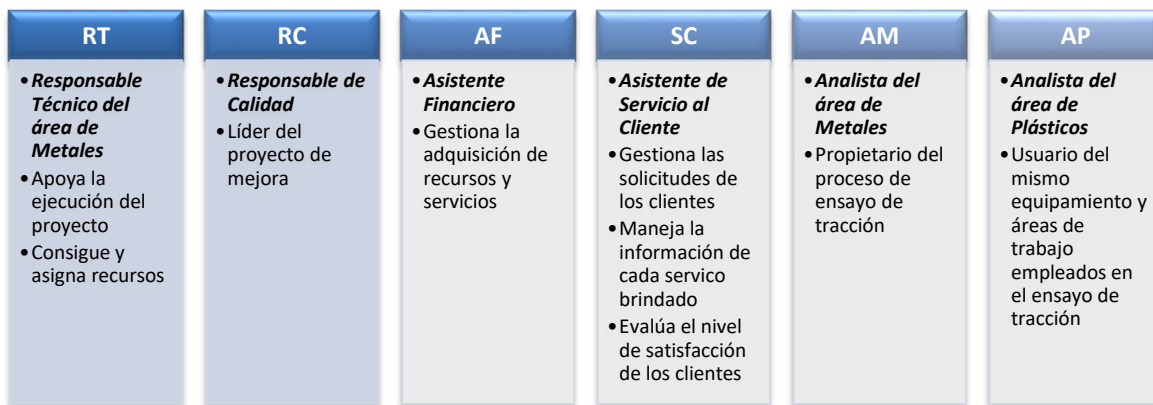 RT
• Responsable
Técnico del
área de
Metales
• Apoya la
ejecución del
proyecto
• Consigue y
asigna recursos
RC
• Responsable de
Calidad
• Líder del
proyecto de
mejora
AF
• Asistente
Financiero
• Gestiona la
adquisición de
recursos y
servicios
SC
• Asistente de
Servicio al
Cliente
• Gestiona las
solicitudes de
los clientes
• Maneja la
información de
cada servico
brindado
• Evalúa el nivel
de satisfacción
de los clientes
AM
• Analista del
área de
Metales
• Propietario del
proceso de
ensayo de
tracción
AP
• Analista del
área de
Plásticos
• Usuario del
mismo
equipamiento y
áreas de
trabajo
empleados en
el ensayo de
tracción